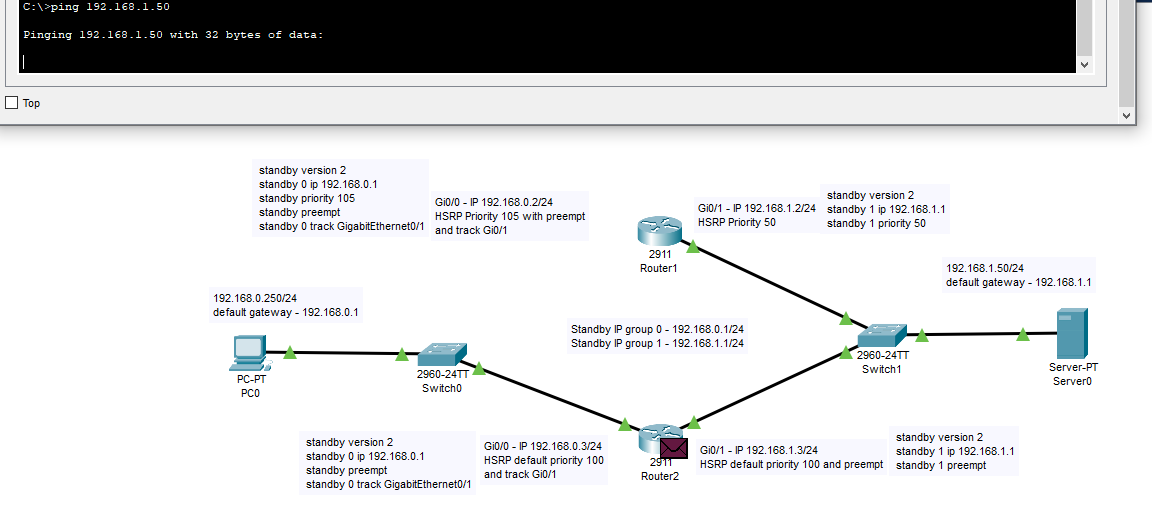 C:\>ping 192.168.1.50
Pinging 192.168.1.50 with 32 bytes of data:
Top
standby version 2
standby 0 ip 192.168.0.1
standby priority 105
standby preempt
standby 0 track GigabitEthernet0/1
Gi0/0 - IP 192.168.0.2/24
HSRP Priority 105 with preempt
and track Gi0/1
2911
Router1
Gi0/1 - IP 192.168.1.2/24
HSRP Priority 50
standby version 2
standby 1 ip 192.168.1.1
standby 1 priority 50
192.168.1.50/24
default gateway - 192.168.1.1
192.168.0.250/24
default gateway - 192.168.0.1
Standby IP group 0 - 192.168.0.1/24
Standby IP group 1 - 192.168.1.1/24
PC-PT
PC0
2960-24TT
Switch0
2960-24TT
Switch1
Server-PT
Server0
standby version 2
standby 0 ip 192.168.0.1
standby preempt
standby 0 track GigabitEthernet0/1
Gi0/0 - IP 192.168.0.3/24
HSRP default priority 100
and track Gi0/1
2911
Router2
Gi0/1 - IP 192.168.1.3/24
HSRP default priority 100 and preempt
standby version 2
standby 1 ip 192.168.1.1
standby 1 preempt